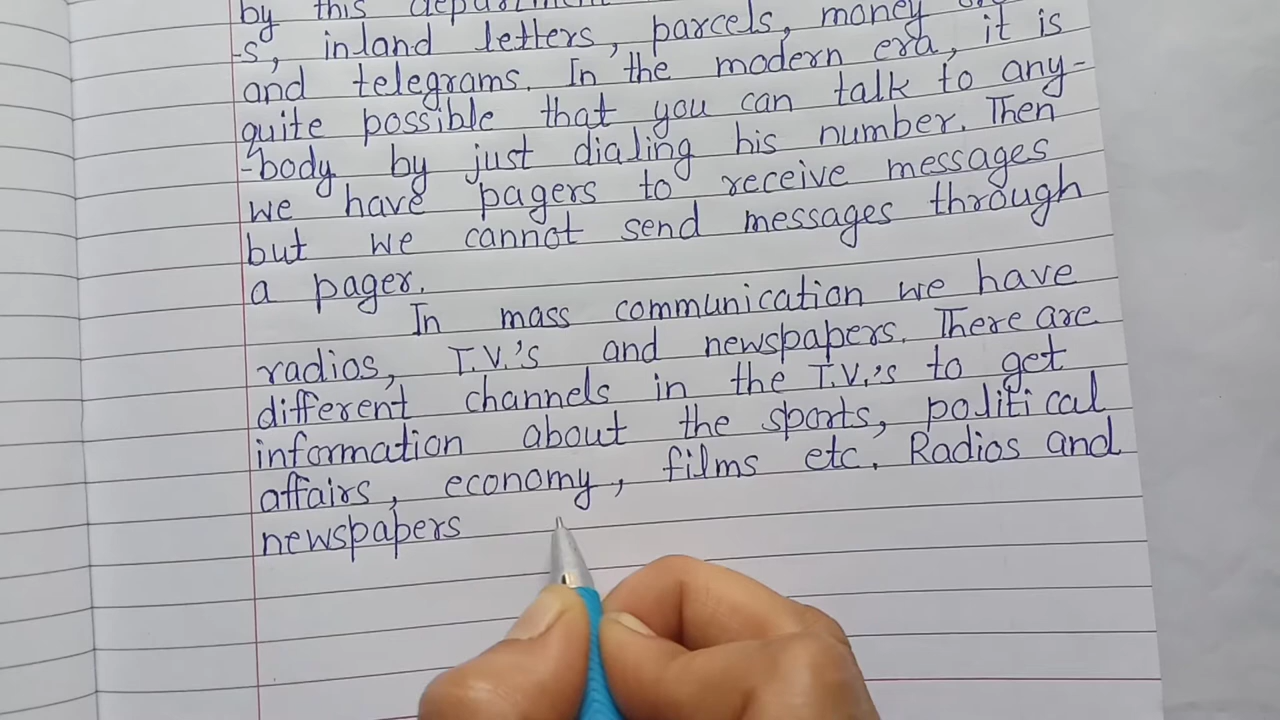 by this
-s, inland letters, parcels, money
and telegrams. In the modern era, it is
quite possible that you can talk to any-
-body by just dialing his number. Then
we have pagers to receive messages
but we cannot send messages through
a pager.
In mass communication we have
radios, T.V.'s and newspapers. There are
different channels in the T.V.'s to get
information about the sports, political
affairs, economy, films etc. Radios and
newspapers